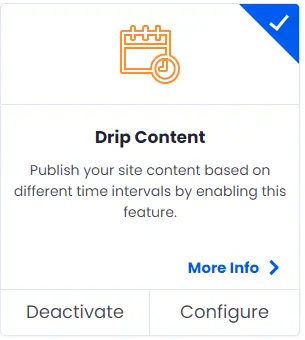 Drip Content
Publish your site content based on
different time intervals by enabling this
feature.
More Info
Deactivate
Configure